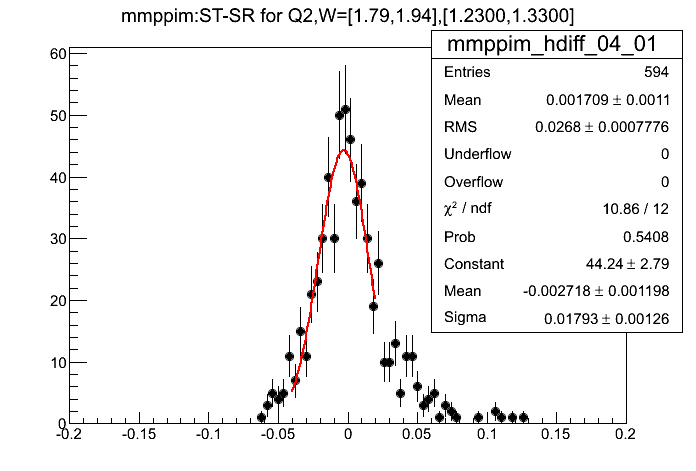 mmppim:ST-SR for Q2,W=[1.79,1.94],[1.2300,1.3300]
mmppim_hdiff_04_01
Entries 594
Mean 0.001709 ± 0.0011
RMS 0.0268 ± 0.0007776
Underflow 0
Overflow 0
χ² / ndf 10.86 / 12
Prob 0.5408
Constant 44.24 ± 2.79
Mean -0.002718 ± 0.001198
Sigma 0.01793 ± 0.00126
60
50
40
30
20
10
0
-0.2 -0.15 -0.1 -0.05 0 0.05 0.1 0.15 0.2